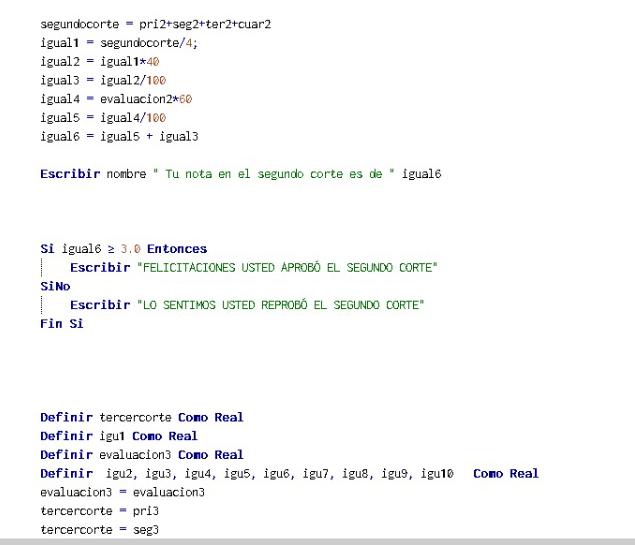 segundocorte = pri2+seg2+ter2+cuar2
igual1 = segundocorte/4;
igual2 = igual1*40
igual3 = igual2/100
igual4 = evaluacion2*60
igual5 = igual4/100
igual6 = igual5 + igual3
Escribir nombre " Tu nota en el segundo corte es de " igual6
Si igual6 ≥ 3.0 Entonces
Escribir "FELICITACIONES USTED APROBÓ EL SEGUNDO CORTE"
SiNo
Escribir "LO SENTIMOS USTED REPROBÓ EL SEGUNDO CORTE"
Fin Si
Definir tercercorte Como Real
Definir igu1 Como Real
Definir evaluacion3 Como Real
Definir igu2, igu3, igu4, igu5, igu6, igu7, igu8, igu9, igu10 Como Real
evaluacion3 = evaluacion3
tercercorte = pri3
tercercorte = seg3